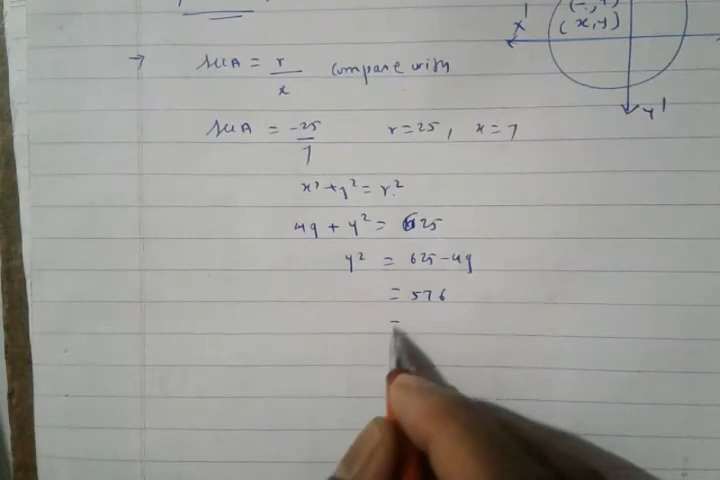 (-, +)
x'
(x, y)
→ secA = r/x compare with
y'
secA = -25/7 r=25, x=7
x²+y²=r².
49+y²= 625
y² = 625-49
= 576
=